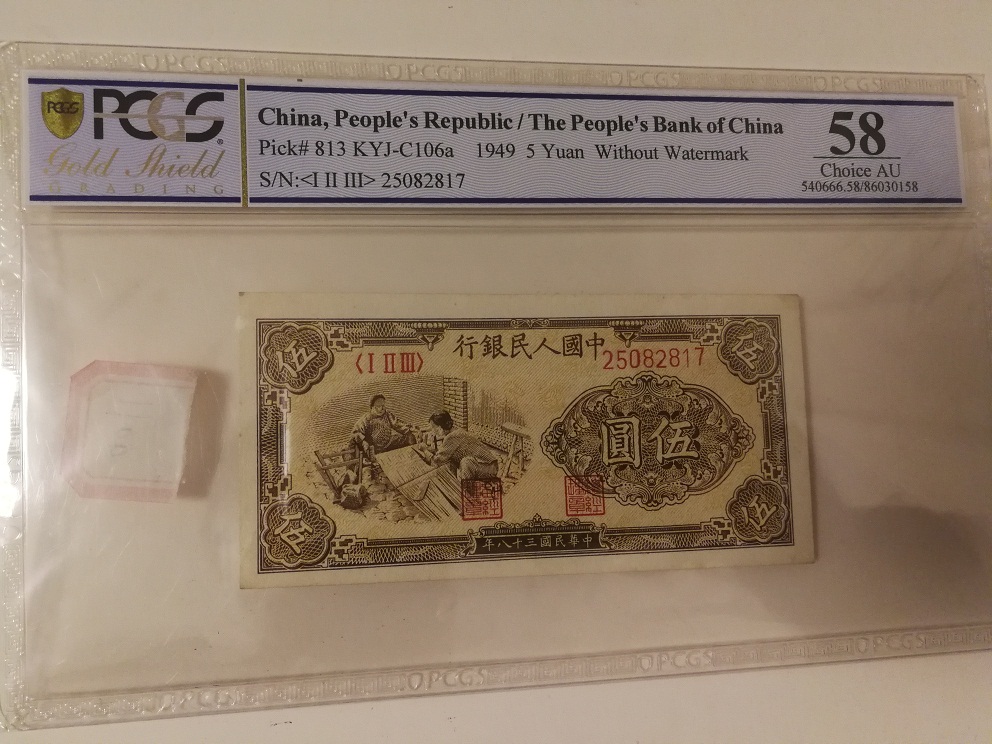 PCGS
PCGS
Gold Shield
GRADING
China, People's Republic / The People's Bank of China
Pick# 813 KYJ-C106a 1949 5 Yuan Without Watermark
S/N:<I II III> 25082817
58
Choice AU
540666.58/86030158
行銀民人國中
〈I II III〉
25082817
伍
伍
圓伍
伍
伍
年八十三國民華中